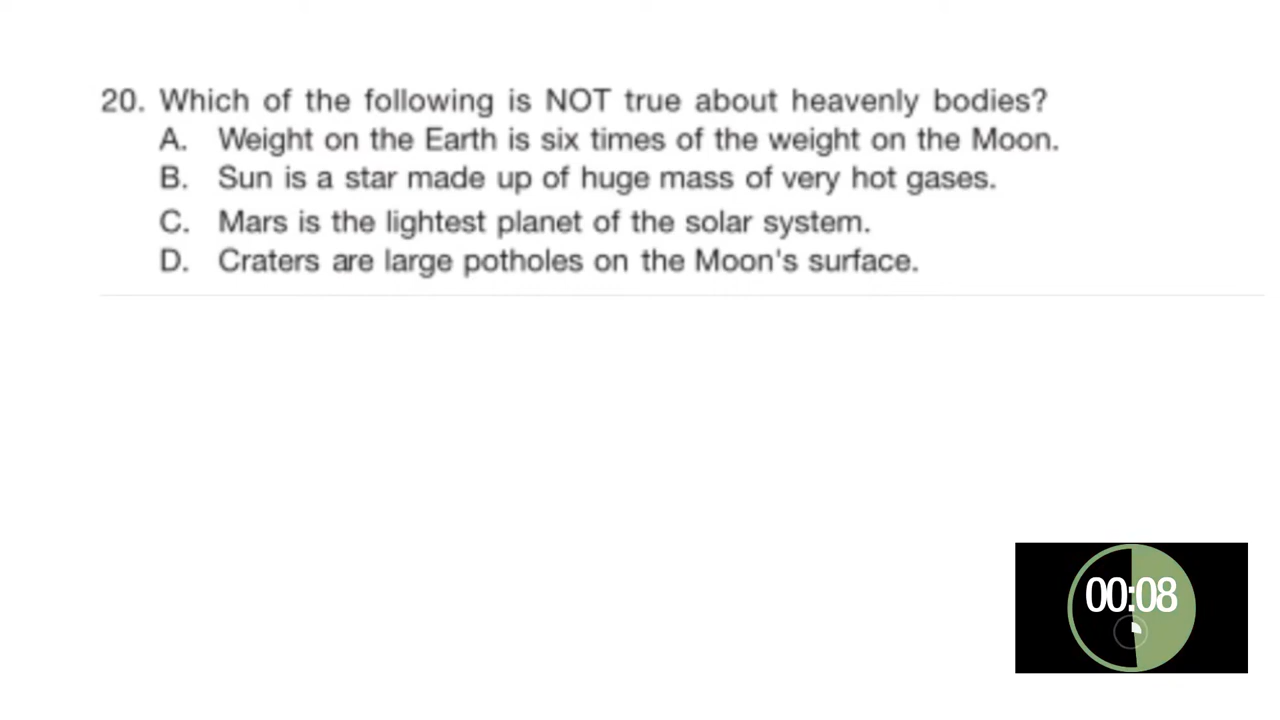 20. Which of the following is NOT true about heavenly bodies?
A. Weight on the Earth is six times of the weight on the Moon.
B. Sun is a star made up of huge mass of very hot gases.
C. Mars is the lightest planet of the solar system.
D. Craters are large potholes on the Moon's surface.
00:08